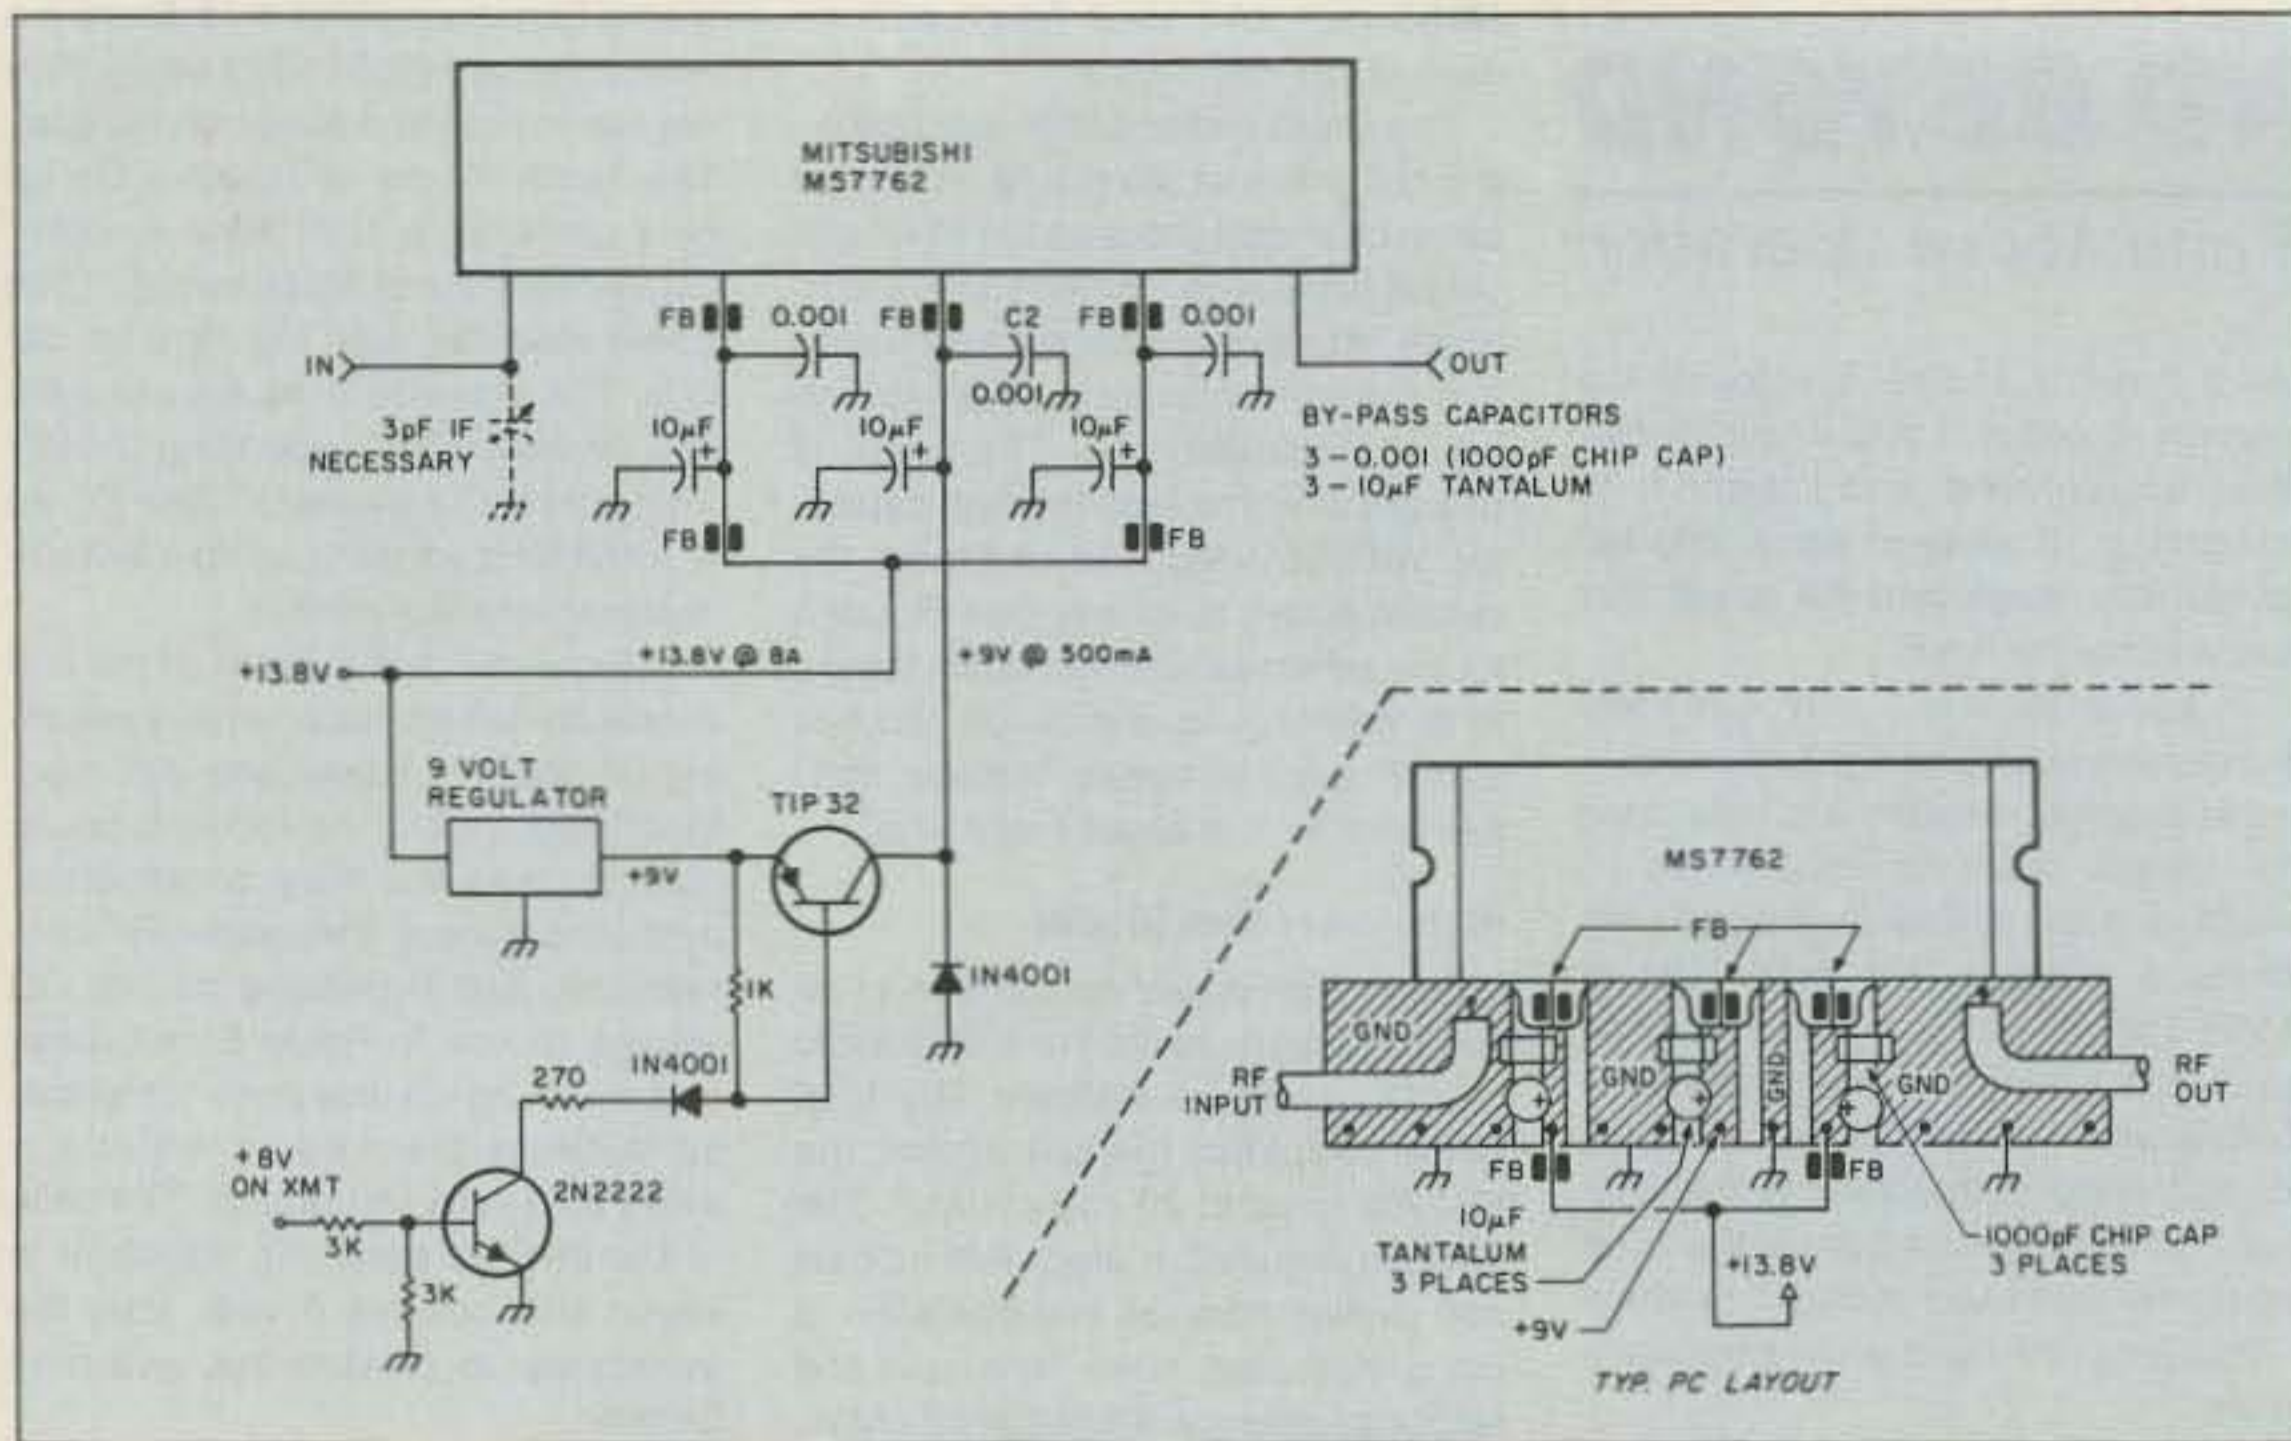 MITSUBISHI
M57762
FB
0.001
FB
C2
FB
0.001
IN
OUT
0.001
3pF IF
NECESSARY
10µF
+
10µF
+
10µF
+
BY-PASS CAPACITORS
3-0.001 (1000pF CHIP CAP)
3-10µF TANTALUM
FB
FB
+13.8V
+13.8V @ 8A
+9V @ 500mA
9 VOLT
REGULATOR
TIP 32
+9V
1K
1N4001
270
1N4001
+8V
ON XMT
2N2222
3K
3K
M57762
FB
GND
GND
GND
GND
RF
INPUT
RF
OUT
+
+
+
FB
FB
10µF
TANTALUM
3 PLACES
+13.8V
1000pF CHIP CAP
3 PLACES
+9V
TYP. PC LAYOUT